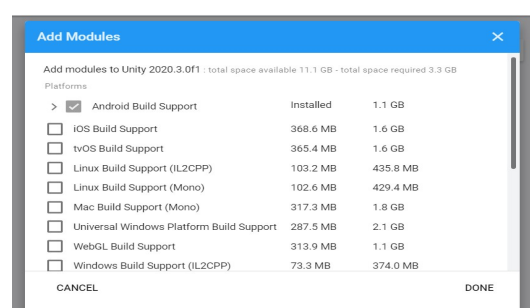 Add Modules
Add modules to Unity 2020.3.0f1 : total space available 11.1 GB - total space required 3.3 GB
Platforms
Android Build Support Installed 1.1 GB
iOS Build Support 368.6 MB 1.6 GB
tvOS Build Support 365.4 MB 1.6 GB
Linux Build Support (IL2CPP) 103.2 MB 435.8 MB
Linux Build Support (Mono) 102.6 MB 429.4 MB
Mac Build Support (Mono) 317.3 MB 1.8 GB
Universal Windows Platform Build Support 287.5 MB 2.1 GB
WebGL Build Support 313.9 MB 1.1 GB
Windows Build Support (IL2CPP) 73.3 MB 374.0 MB
CANCEL DONE